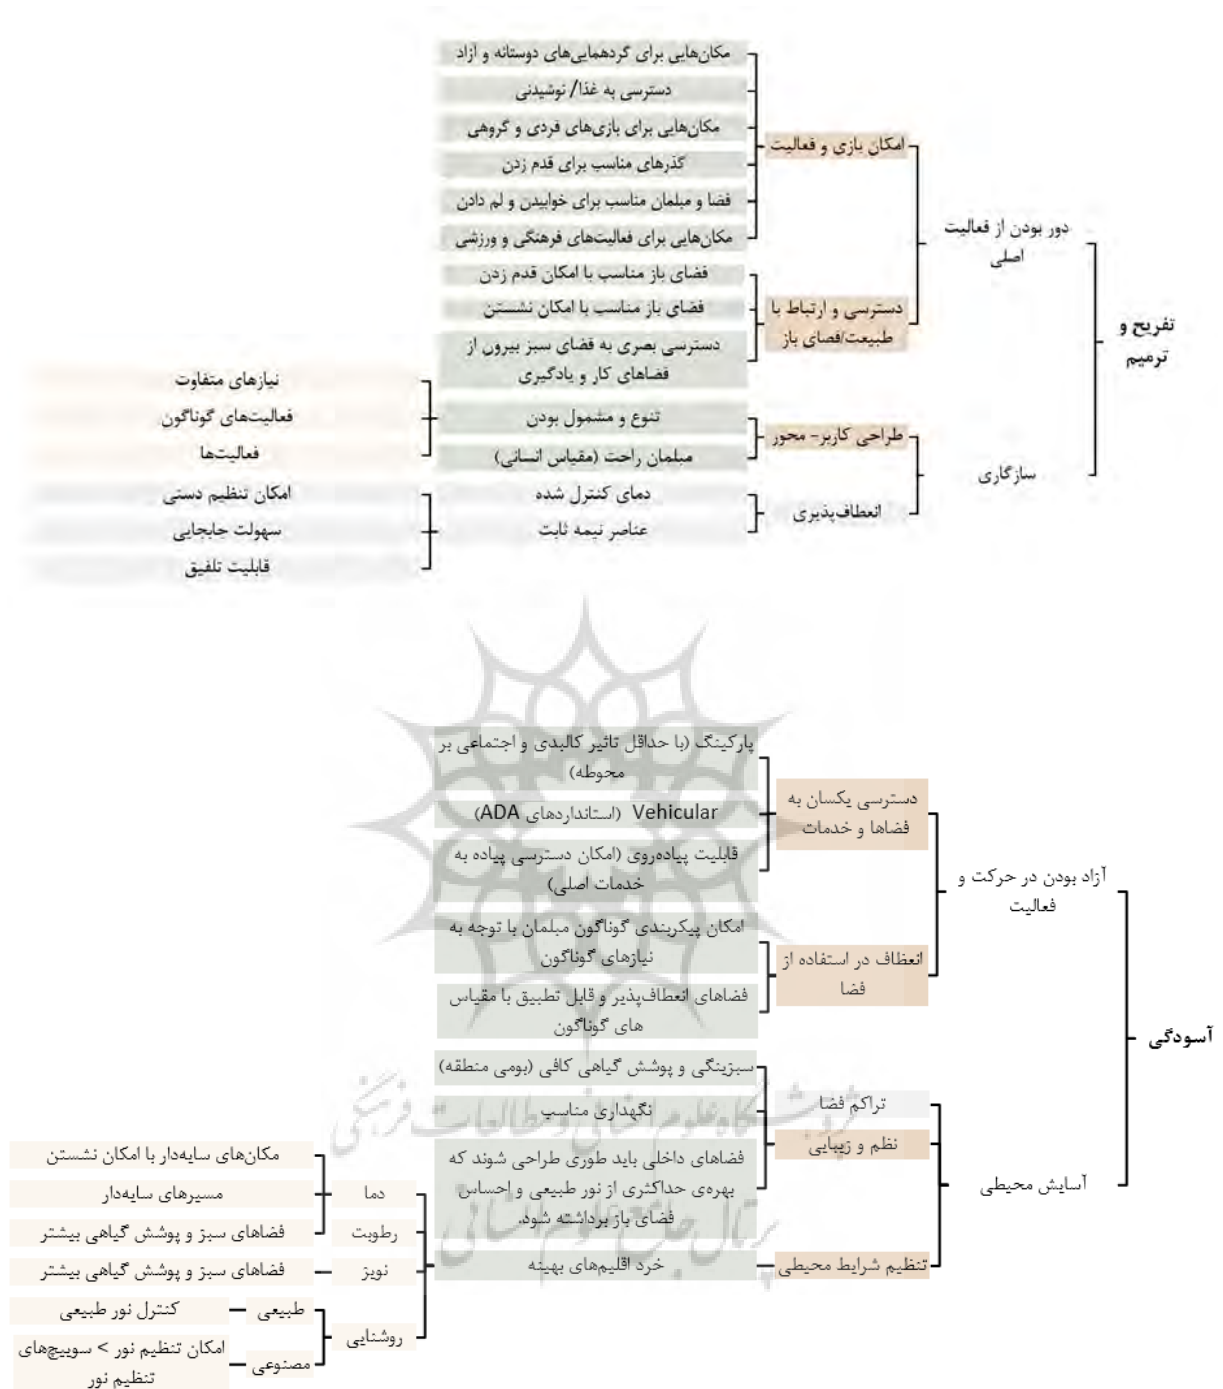 تفریح و
ترمیم
دور بودن از فعالیت
اصلی
امکان بازی و فعالیت
مکان‌هایی برای گردهمایی‌های دوستانه و آزاد
دسترسی به غذا/ نوشیدنی
مکان‌هایی برای بازی‌های فردی و گروهی
گذرهای مناسب برای قدم زدن
فضا و مبلمان مناسب برای خوابیدن و لم دادن
مکان‌هایی برای فعالیت‌های فرهنگی و ورزشی
دسترسی و ارتباط با
طبیعت/فضای باز
فضای باز مناسب با امکان قدم زدن
فضای باز مناسب با امکان نشستن
دسترسی بصری به فضای سبز بیرون از
فضاهای کار و یادگیری
سازگاری
طراحی کاربر- محور
تنوع و مشمول بودن
مبلمان راحت (مقیاس انسانی)
نیازهای متفاوت
فعالیت‌های گوناگون
فعالیت‌ها
انعطاف‌پذیری
دمای کنترل شده
عناصر نیمه ثابت
امکان تنظیم دستی
سهولت جابجایی
قابلیت تلفیق
آسودگی
آزاد بودن در حرکت و
فعالیت
دسترسی یکسان به
فضاها و خدمات
پارکینگ (با حداقل تاثیر کالبدی و اجتماعی بر
محوطه)
Vehicular (استانداردهای ADA)
قابلیت پیاده‌روی (امکان دسترسی پیاده به
خدمات اصلی)
انعظاف در استفاده از
فضا
امکان پیکربندی گوناگون مبلمان با توجه به
نیازهای گوناگون
فضاهای انعطاف‌پذیر و قابل تطبیق با مقیاس
های گوناگون
آسایش محیطی
تراکم فضا
نظم و زیبایی
سبزینگی و پوشش گیاهی کافی (بومی منطقه)
نگهداری مناسب
فضاهای داخلی باید طوری طراحی شوند که
بهره‌ی حداکثری از نور طبیعی و احساس
فضای باز برداشته شود.
تنظیم شرایط محیطی
خرد اقلیم‌های بهینه
دما
مکان‌های سایه‌دار با امکان نشستن
مسیرهای سایه‌دار
رطوبت
فضاهای سبز و پوشش گیاهی بیشتر
نویز
فضاهای سبز و پوشش گیاهی بیشتر
روشنایی
طبیعی
کنترل نور طبیعی
مصنوعی
امکان تنظیم نور > سوییچ‌های
تنظیم نور
پژوهشگاه علوم انسانی و مطالعات فرهنگی
پرتال جامع علوم انسانی